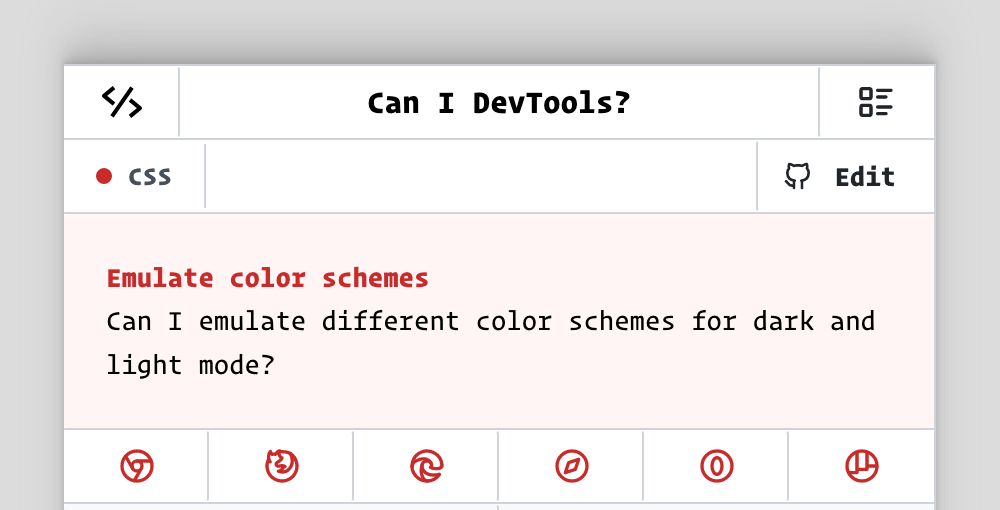 Can I DevTools?
CSS
Edit
Emulate color schemes
Can I emulate different color schemes for dark and
light mode?